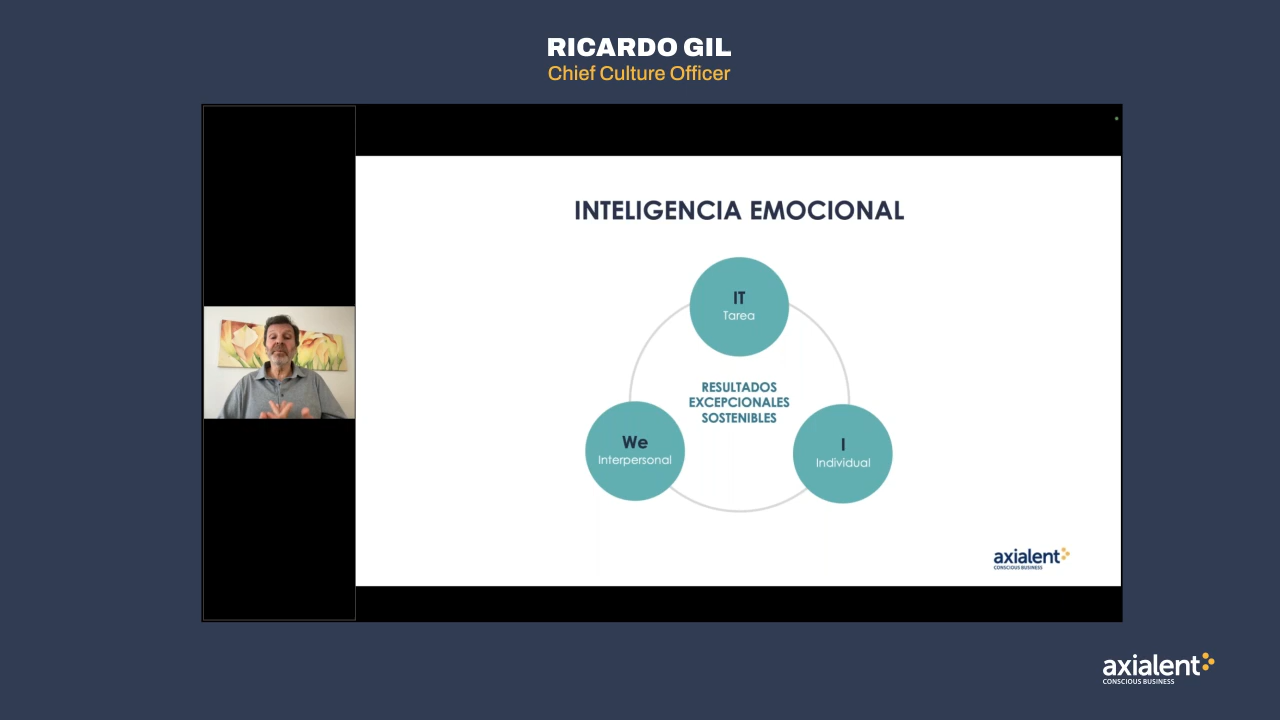 RICARDO GIL
Chief Culture Officer
INTELIGENCIA EMOCIONAL
IT
Tarea
RESULTADOS
EXCEPCIONALES
SOSTENIBLES
We
Interpersonal
I
Individual
axialent
CONSCIOUS BUSINESS
axialent
CONSCIOUS BUSINESS